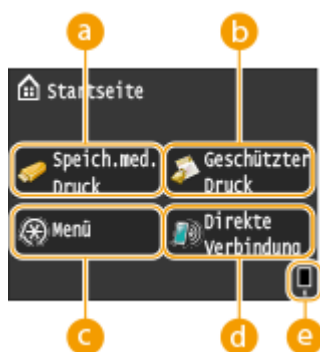 a b
Startseite
Speich.med. Geschützter
Druck Druck
Menü Direkte
Verbindung
c d e